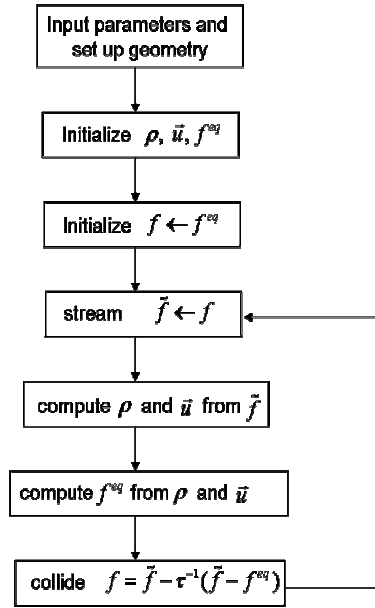 Input parameters and
set up geometry
Initialize ρ, u⃗, f^eq
Initialize f ← f^eq
stream f̃ ← f
compute ρ and u⃗ from f̃
compute f^eq from ρ and u⃗
collide f = f̃ − τ⁻¹(f̃ − f^eq)